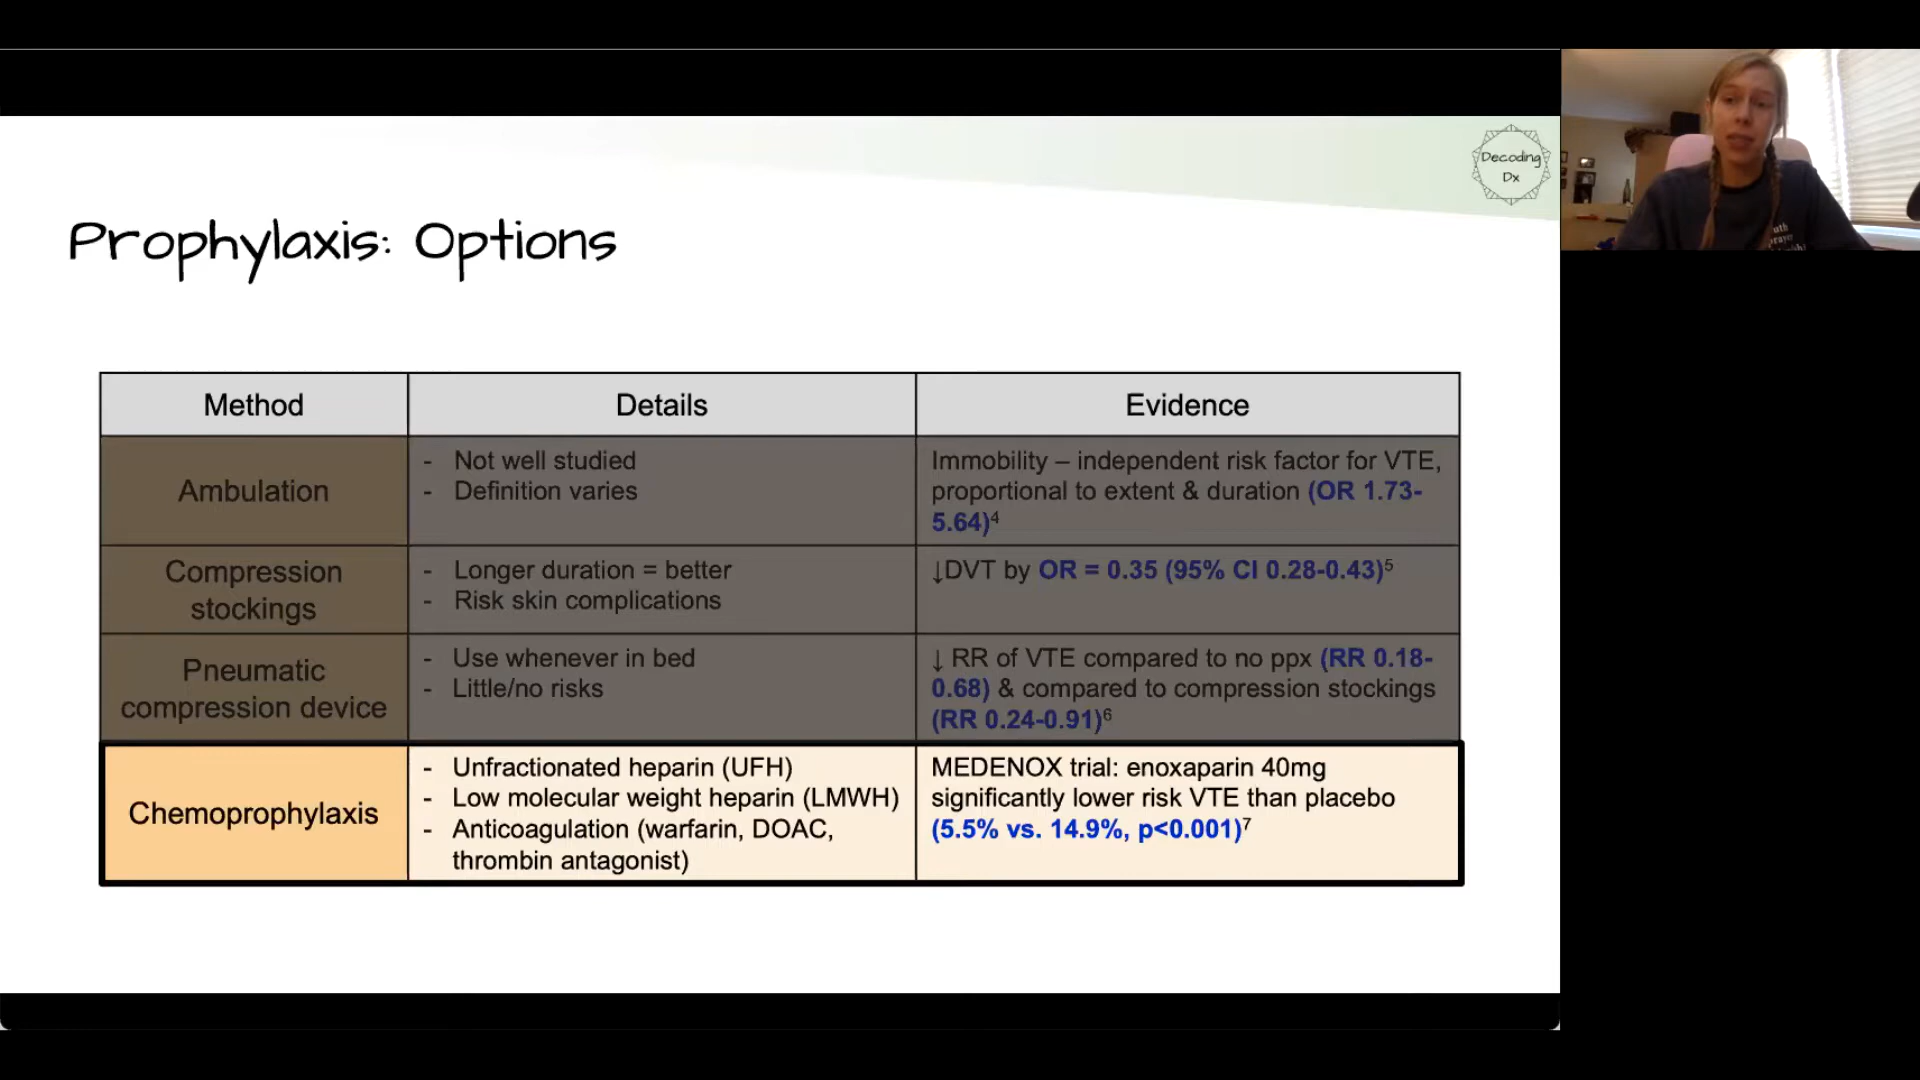 Decoding
Dx
Prophylaxis: Options
Method
Details
Evidence
Ambulation
- Not well studied
- Definition varies
Immobility – independent risk factor for VTE,
proportional to extent & duration (OR 1.73-
5.64)⁴
Compression
stockings
- Longer duration = better
- Risk skin complications
↓DVT by OR = 0.35 (95% CI 0.28-0.43)⁵
Pneumatic
compression device
- Use whenever in bed
- Little/no risks
↓ RR of VTE compared to no ppx (RR 0.18-
0.68) & compared to compression stockings
(RR 0.24-0.91)⁶
Chemoprophylaxis
- Unfractionated heparin (UFH)
- Low molecular weight heparin (LMWH)
- Anticoagulation (warfarin, DOAC,
thrombin antagonist)
MEDENOX trial: enoxaparin 40mg
significantly lower risk VTE than placebo
(5.5% vs. 14.9%, p<0.001)⁷